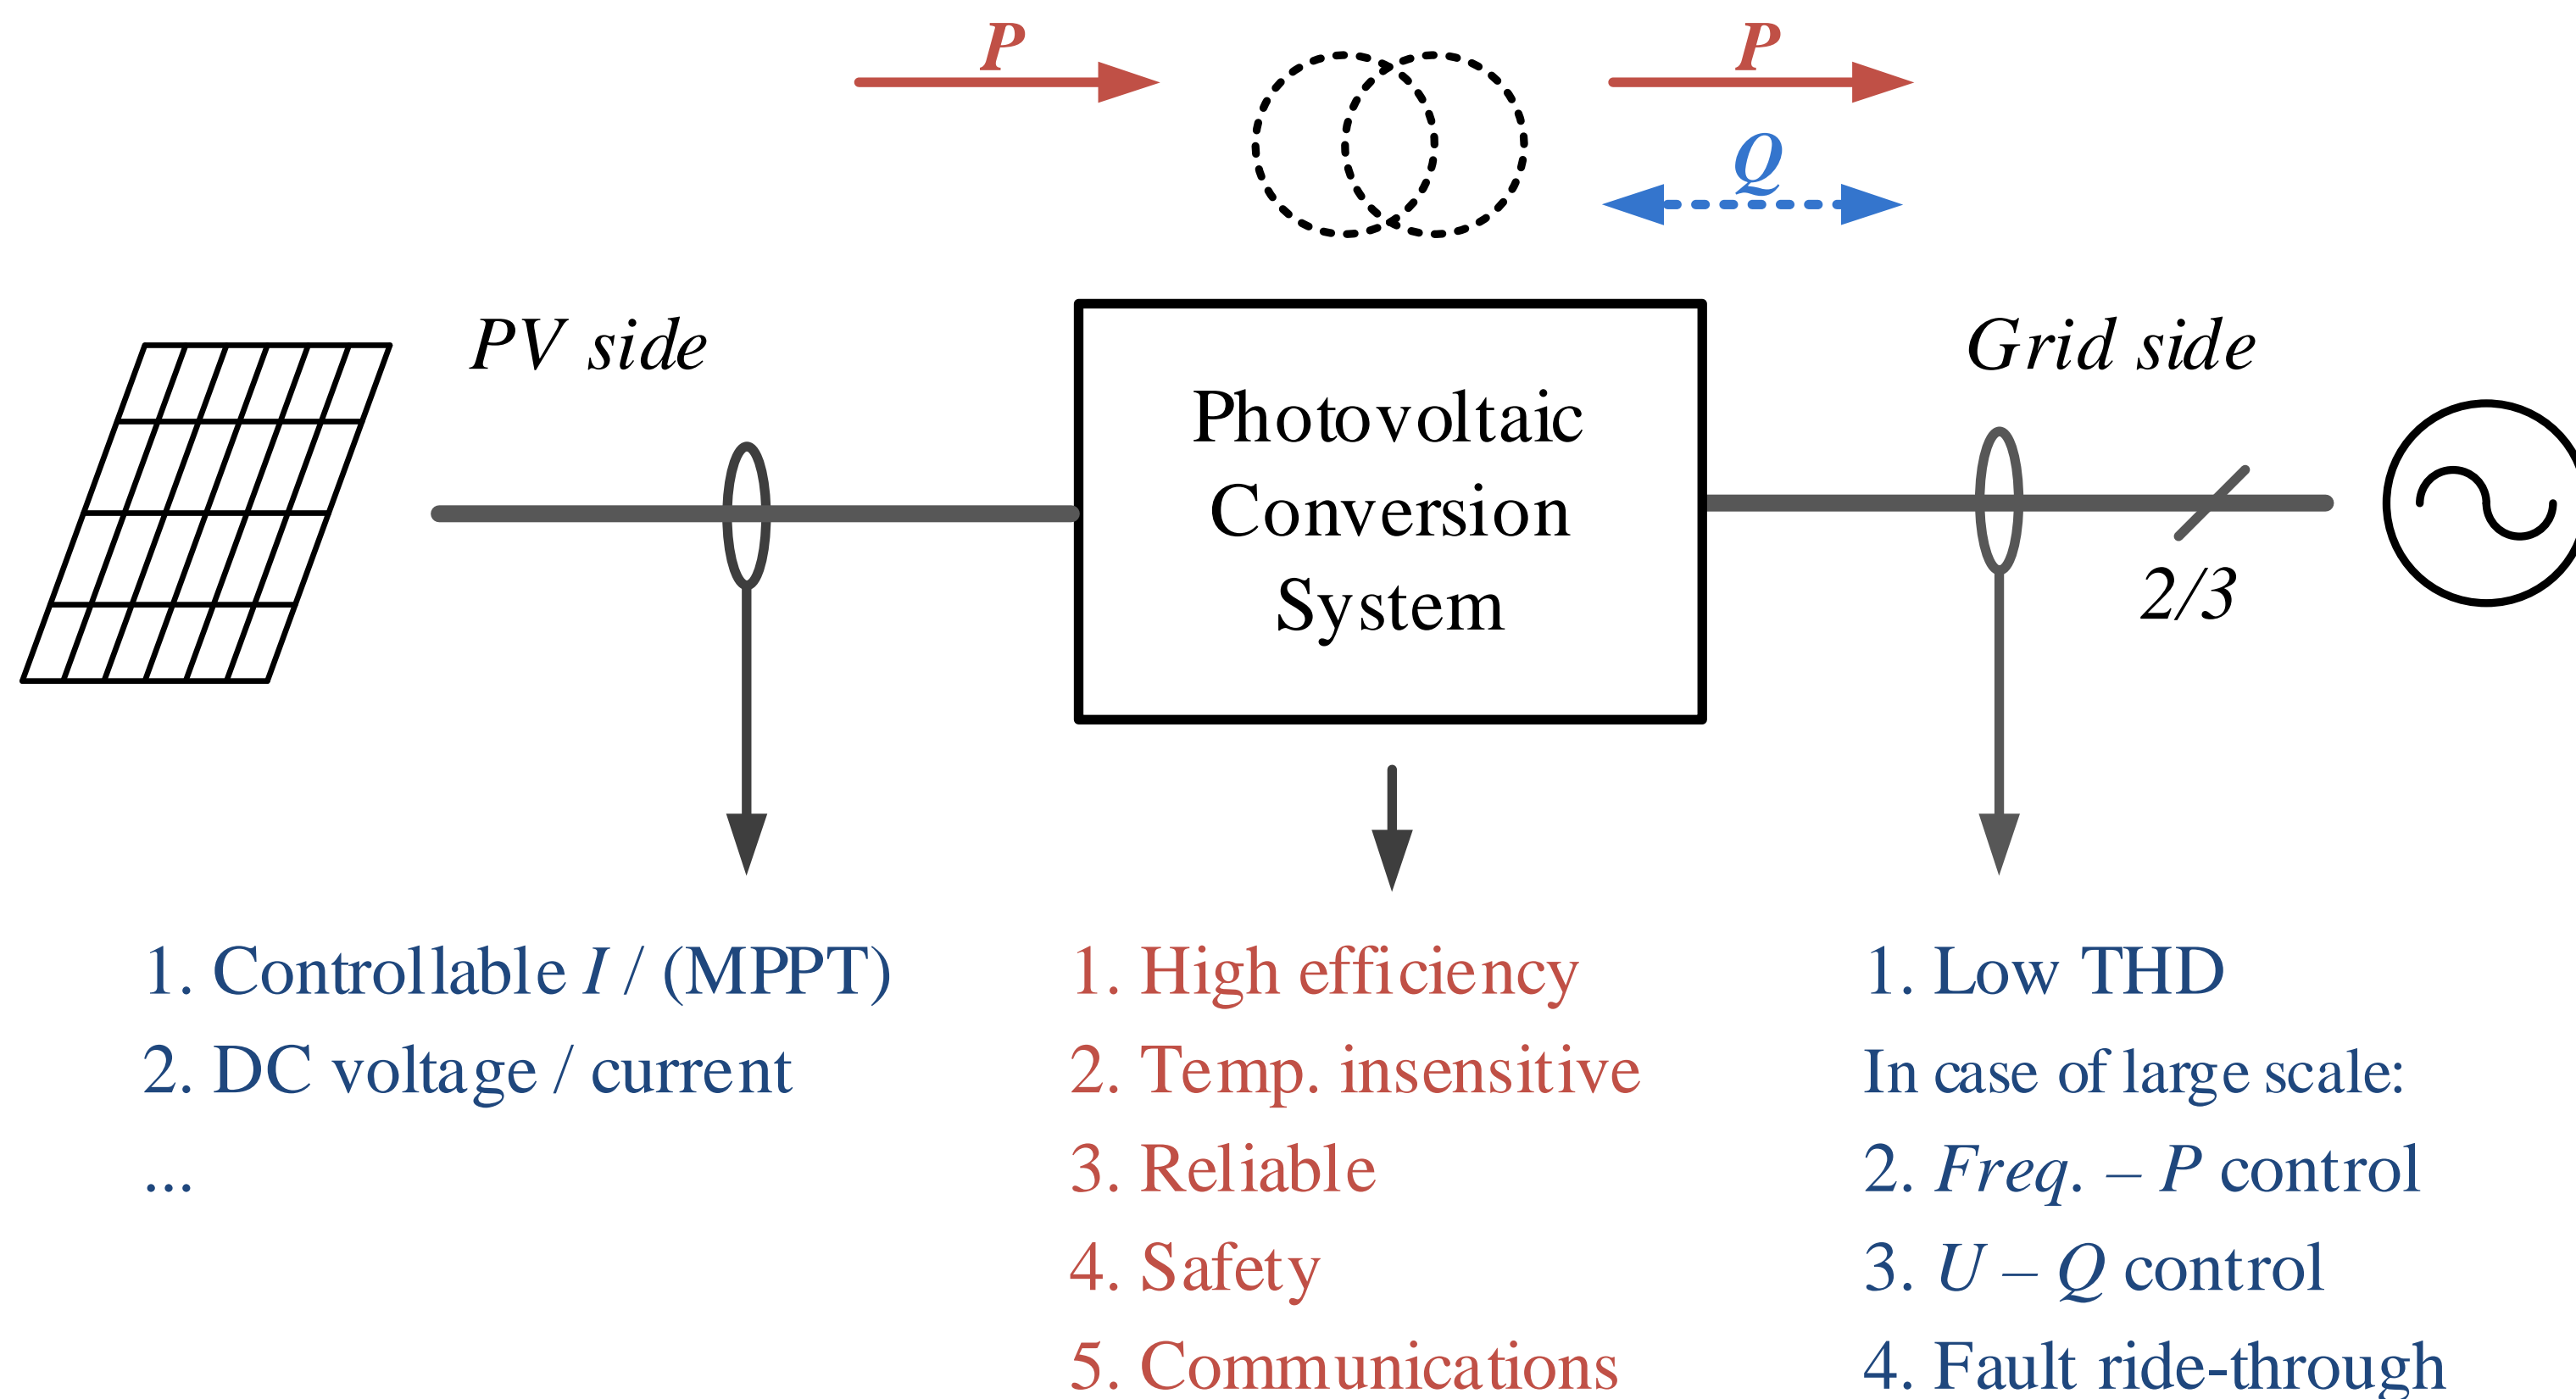 P
P
Q
PV side
Grid side
Photovoltaic
Conversion
System
2/3
1. Controllable I / (MPPT)
2. DC voltage / current
...
1. High efficiency
2. Temp. insensitive
3. Reliable
4. Safety
5. Communications
1. Low THD
In case of large scale:
2. Freq. – P control
3. U – Q control
4. Fault ride-through